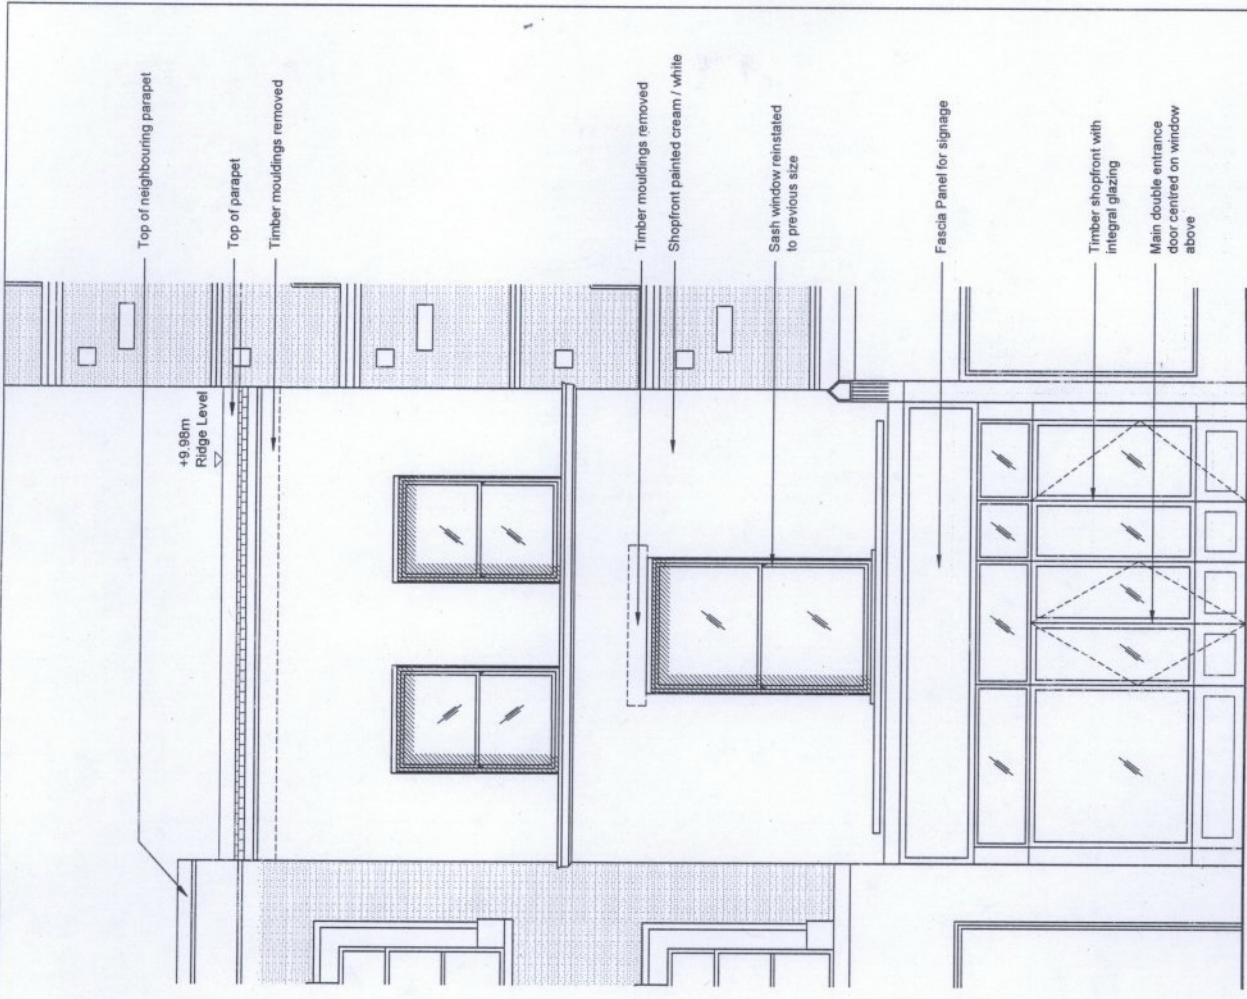 Top of neighbouring parapet
+9.98m
Ridge Level
Top of parapet
Timber mouldings removed
Timber mouldings removed
Shopfront painted cream / white
Sash window reinstated
to previous size
Fascia Panel for signage
Timber shopfront with
integral glazing
Main double entrance
door centred on window
above